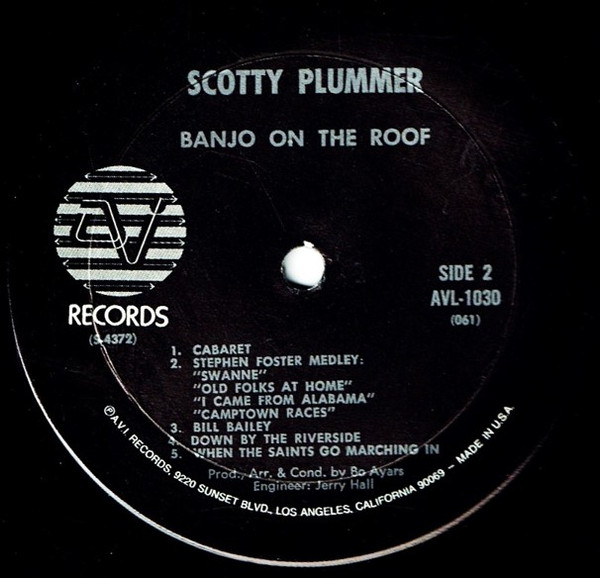 SCOTTY PLUMMER
BANJO ON THE ROOF
AVI
RECORDS
(S-4372)
SIDE 2
AVL-1030
(061)
1. CABARET
2. STEPHEN FOSTER MEDLEY:
"SWANNE"
"OLD FOLKS AT HOME"
"I CAME FROM ALABAMA"
"CAMPTOWN RACES"
3. BILL BAILEY
4. DOWN BY THE RIVERSIDE
5. WHEN THE SAINTS GO MARCHING IN
Prod., Arr. & Cond. by Bo Ayars
Engineer: Jerry Hall
℗ A.V.I. RECORDS, 9220 SUNSET BLVD., LOS ANGELES, CALIFORNIA 90069 – MADE IN U.S.A.